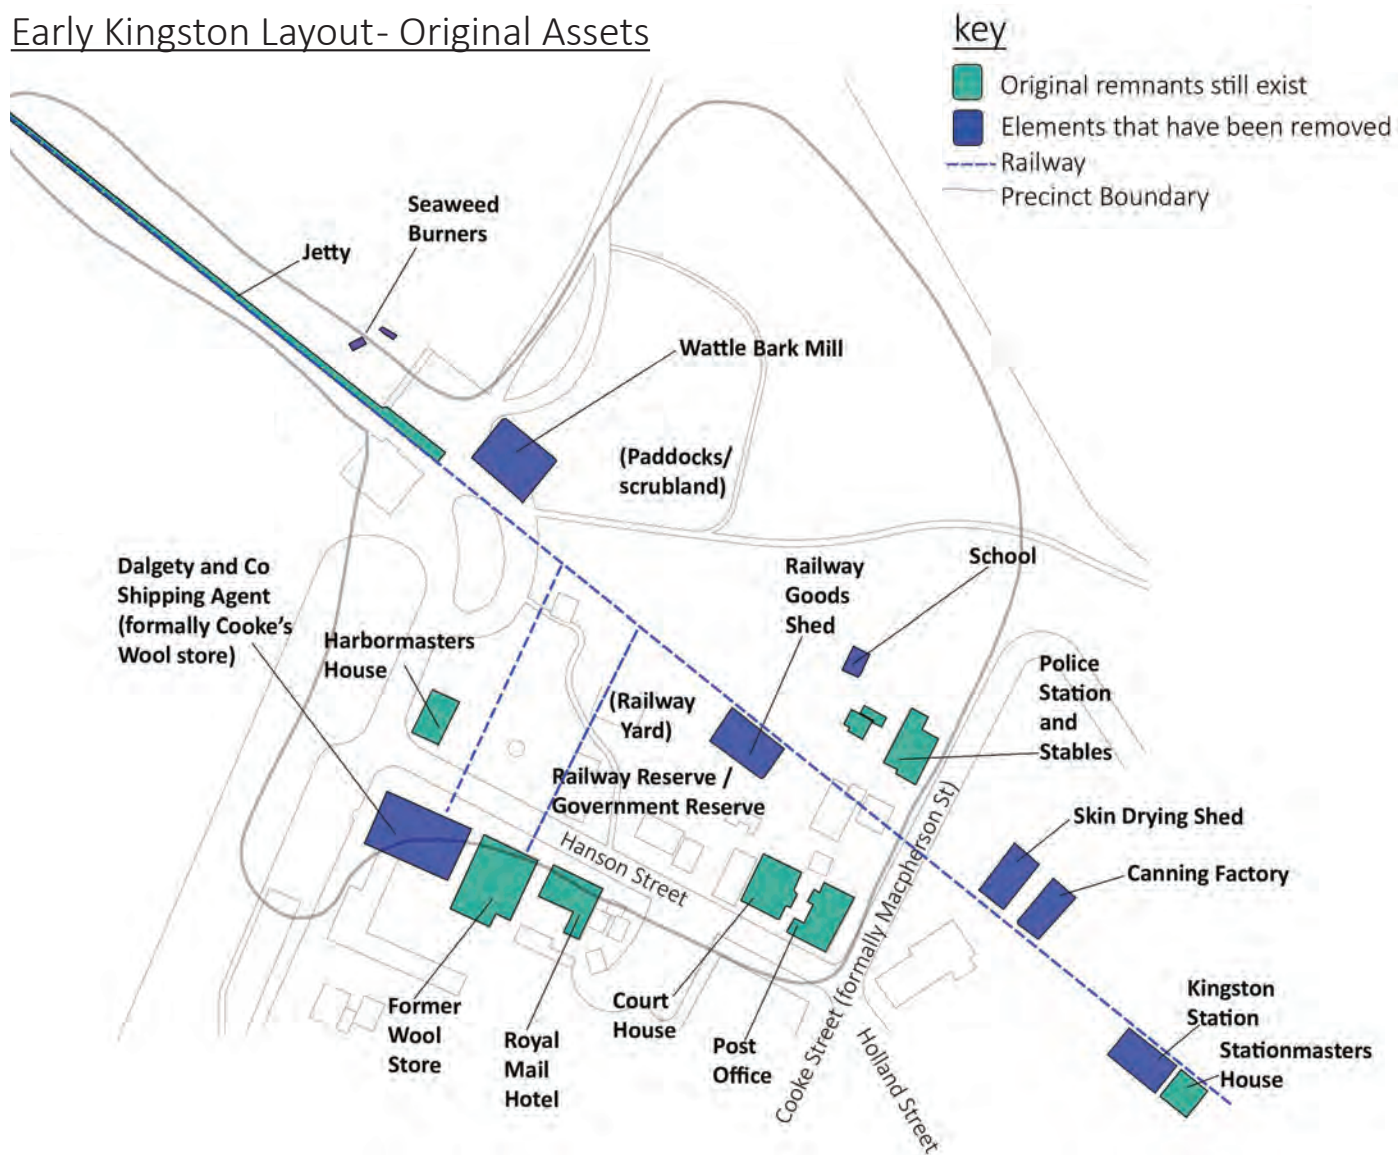 Early Kingston Layout- Original Assets
key
Original remnants still exist
Elements that have been removed
Railway
Precinct Boundary
Seaweed
Burners
Jetty
Wattle Bark Mill
(Paddocks/
scrubland)
Dalgety and Co
Shipping Agent
(formally Cooke's
Wool store)
Harbormasters
House
Railway
Goods
Shed
School
(Railway
Yard)
Police
Station
and
Stables
Railway Reserve /
Government Reserve
Hanson Street
Skin Drying Shed
Canning Factory
Former
Wool
Store
Royal
Mail
Hotel
Court
House
Post
Office
Cooke Street (formally Macpherson St)
Holland Street
Kingston
Station
Stationmasters
House